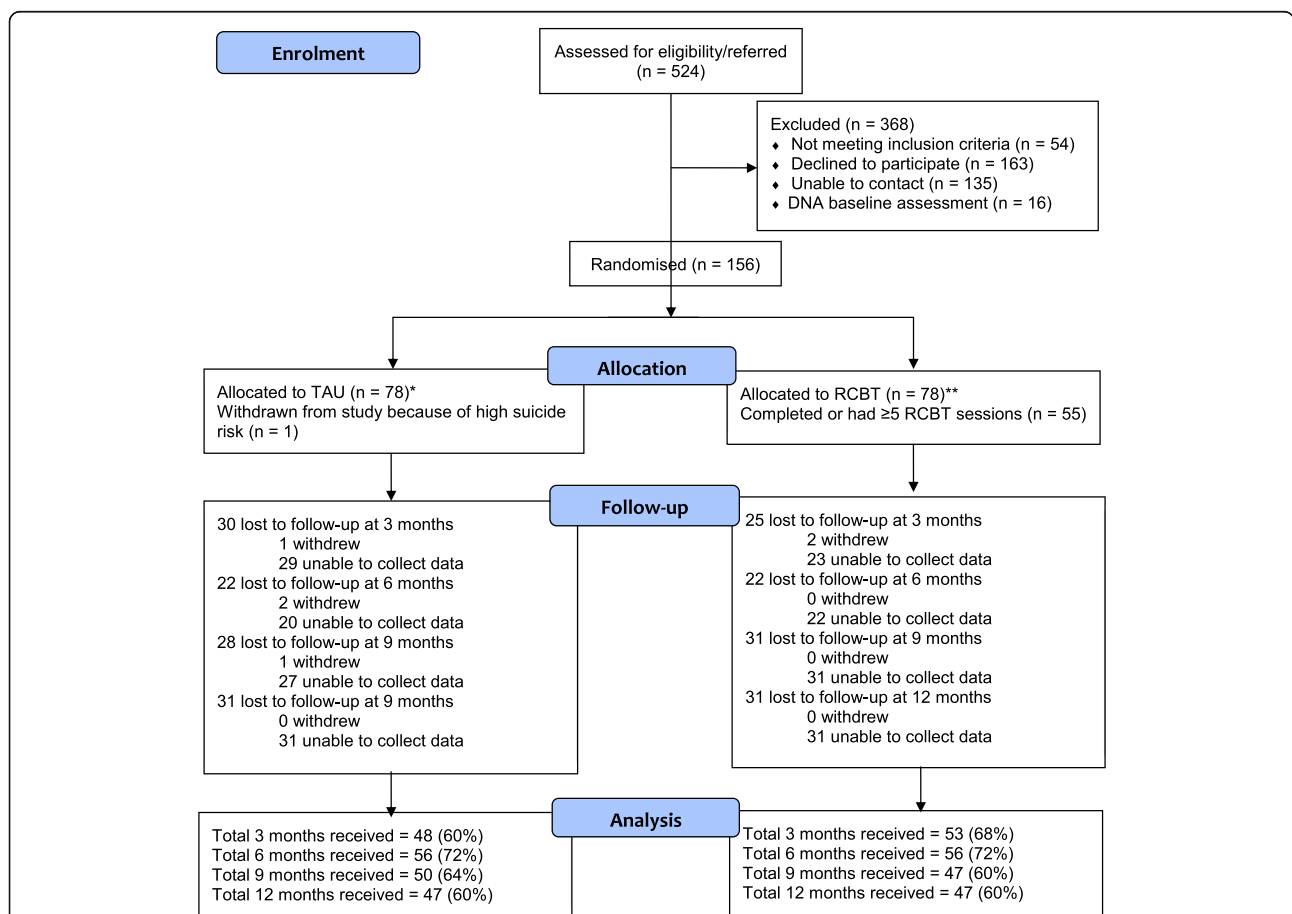 Enrolment
Assessed for eligibility/referred
(n = 524)
Excluded (n = 368)
♦ Not meeting inclusion criteria (n = 54)
♦ Declined to participate (n = 163)
♦ Unable to contact (n = 135)
♦ DNA baseline assessment (n = 16)
Randomised (n = 156)
Allocation
Allocated to TAU (n = 78)*
Withdrawn from study because of high suicide
risk (n = 1)
Allocated to RCBT (n = 78)**
Completed or had ≥5 RCBT sessions (n = 55)
Follow-up
30 lost to follow-up at 3 months
1 withdrew
29 unable to collect data
22 lost to follow-up at 6 months
2 withdrew
20 unable to collect data
28 lost to follow-up at 9 months
1 withdrew
27 unable to collect data
31 lost to follow-up at 9 months
0 withdrew
31 unable to collect data
25 lost to follow-up at 3 months
2 withdrew
23 unable to collect data
22 lost to follow-up at 6 months
0 withdrew
22 unable to collect data
31 lost to follow-up at 9 months
0 withdrew
31 unable to collect data
31 lost to follow-up at 12 months
0 withdrew
31 unable to collect data
Analysis
Total 3 months received = 48 (60%)
Total 6 months received = 56 (72%)
Total 9 months received = 50 (64%)
Total 12 months received = 47 (60%)
Total 3 months received = 53 (68%)
Total 6 months received = 56 (72%)
Total 9 months received = 47 (60%)
Total 12 months received = 47 (60%)